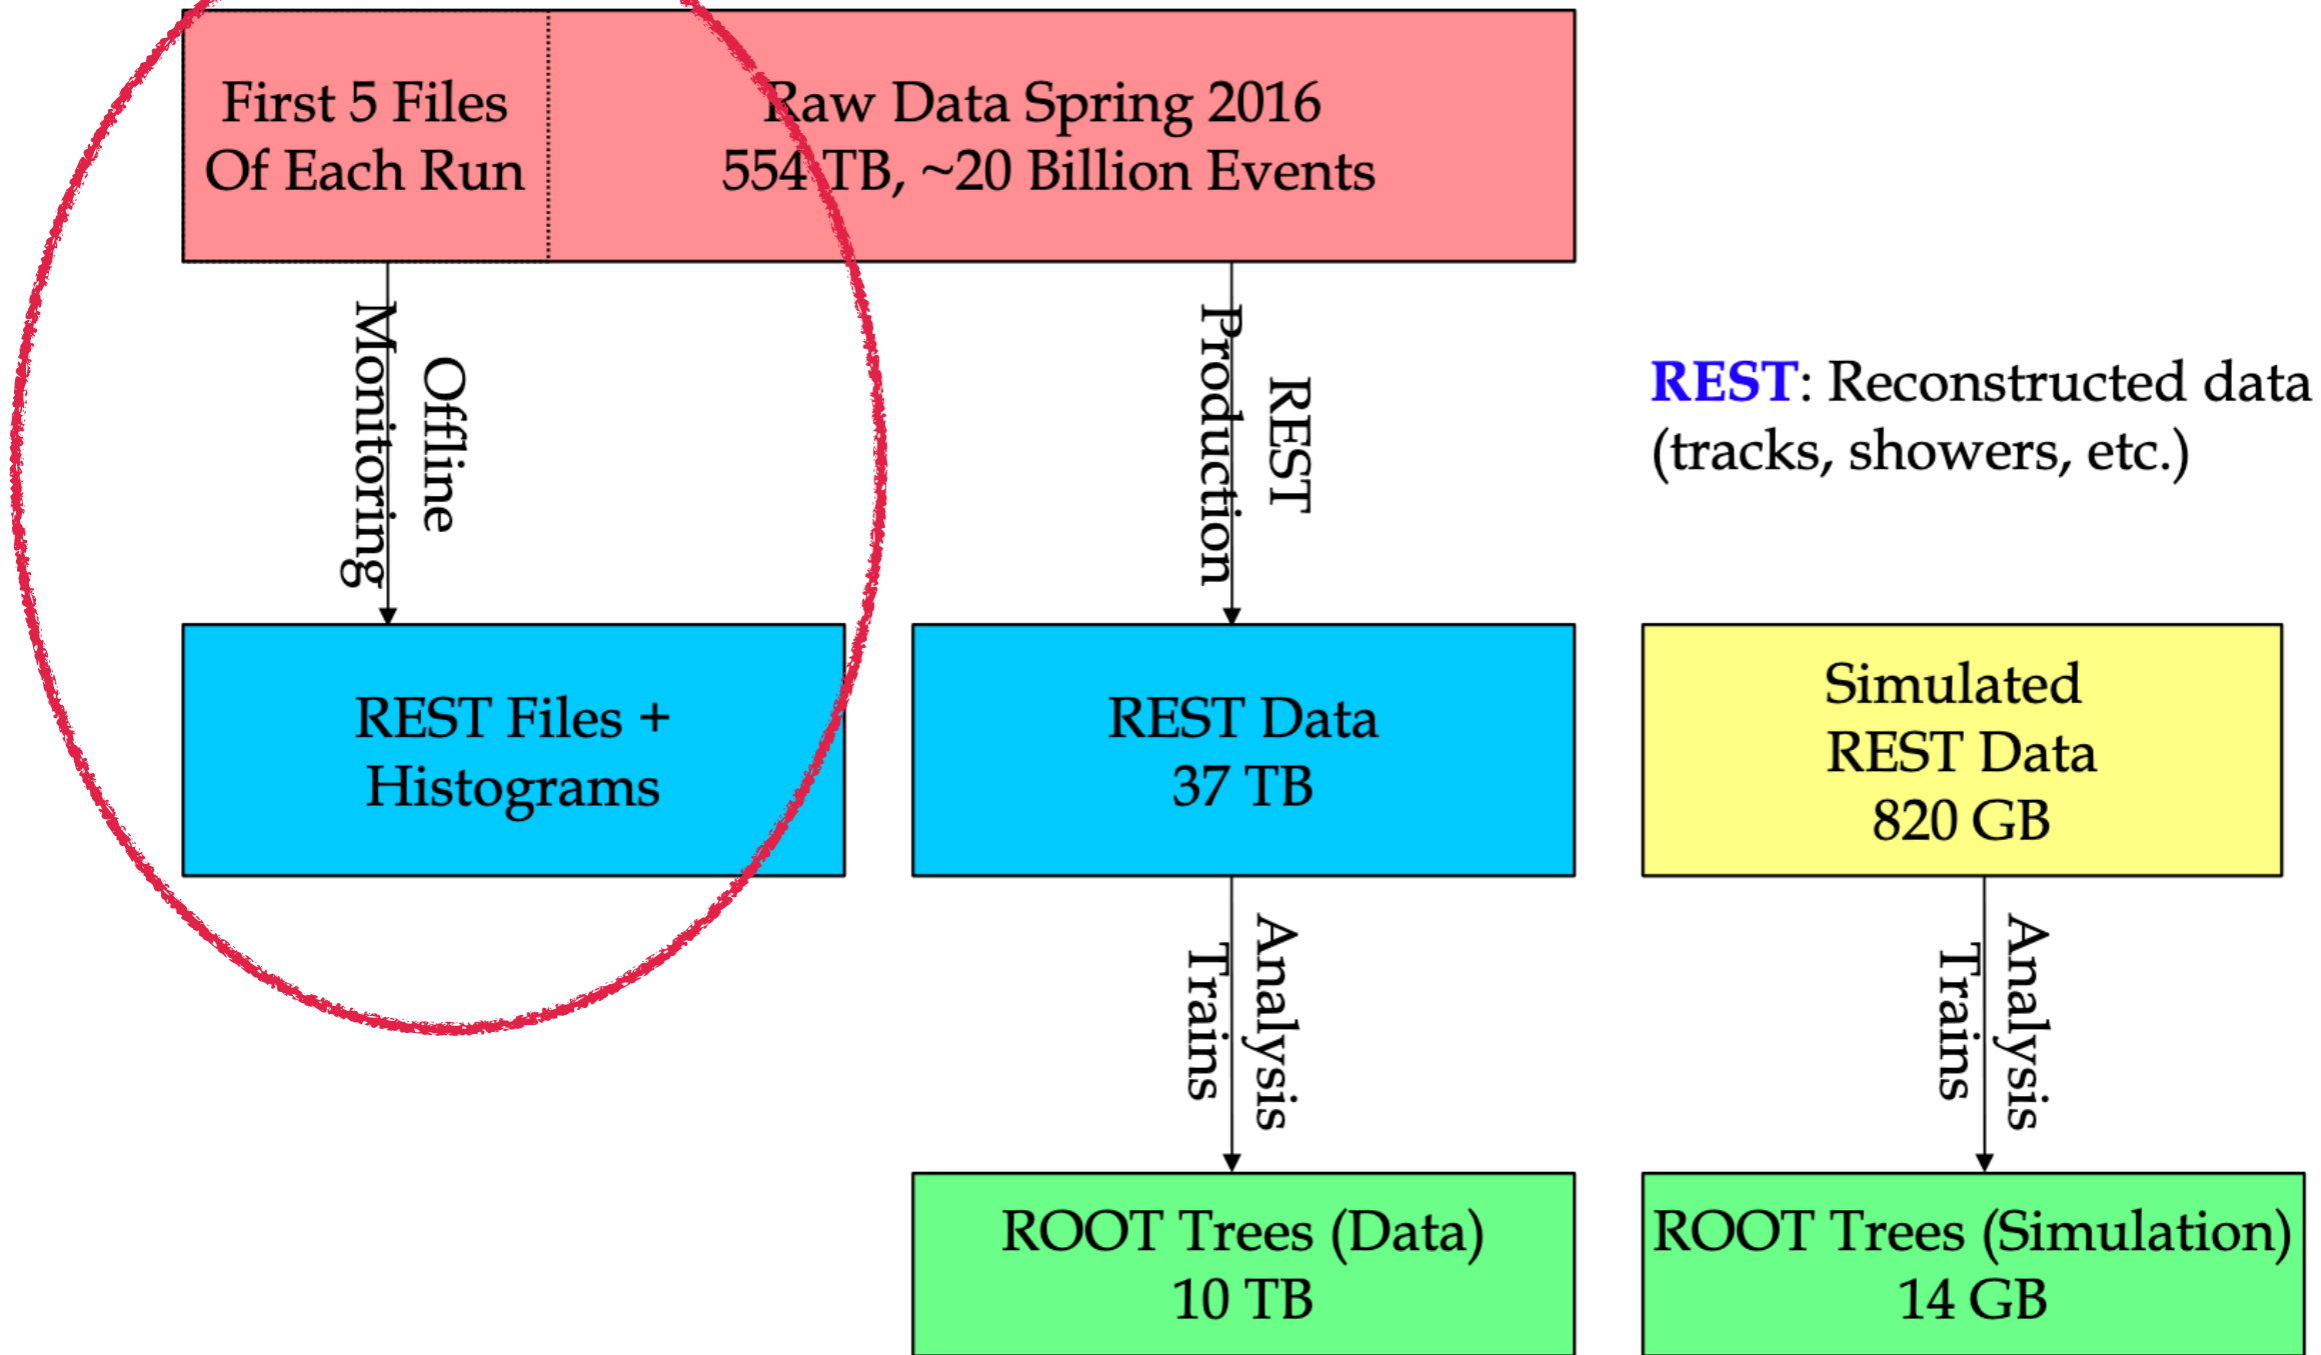 First 5 Files
Of Each Run
Raw Data Spring 2016
554 TB, ~20 Billion Events
Offline
Monitoring
REST
Production
REST: Reconstructed data
(tracks, showers, etc.)
REST Files +
Histograms
REST Data
37 TB
Simulated
REST Data
820 GB
Analysis
Trains
Analysis
Trains
ROOT Trees (Data)
10 TB
ROOT Trees (Simulation)
14 GB